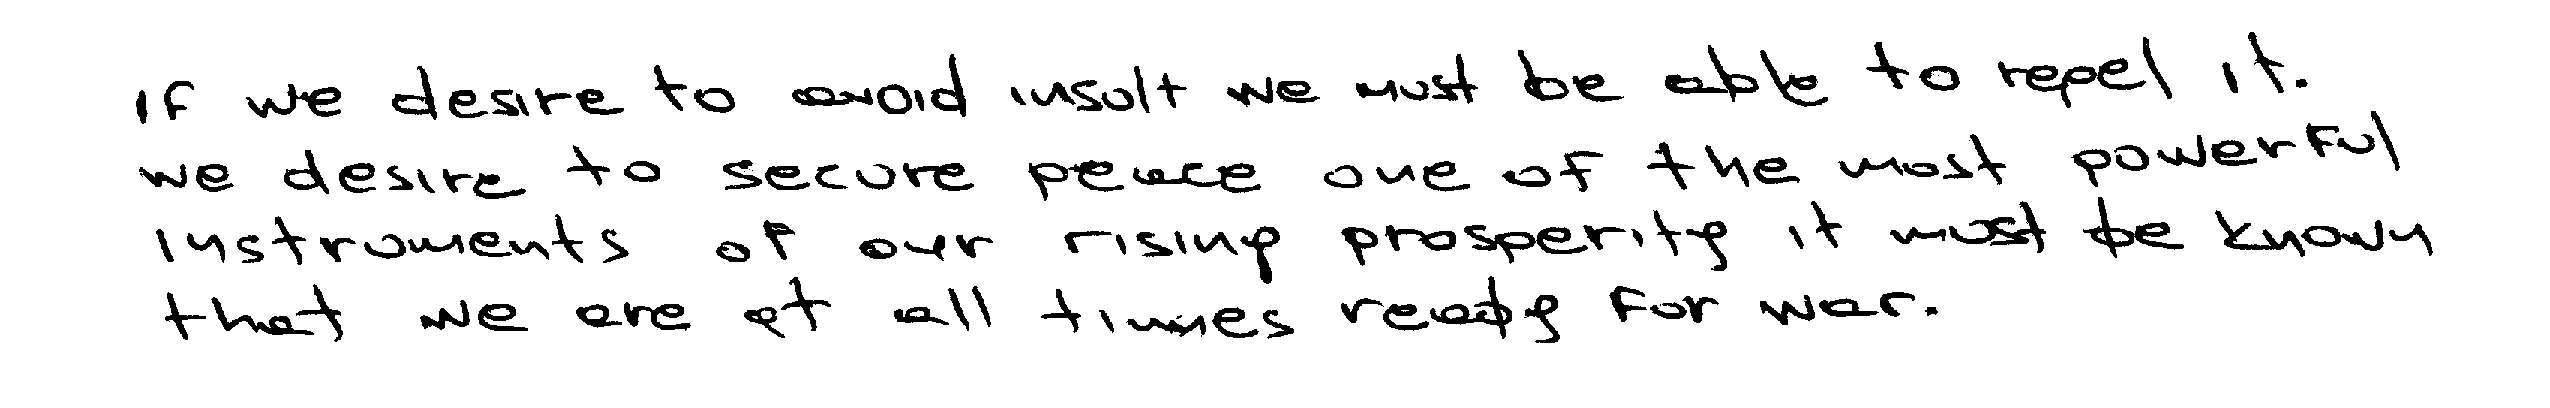 If we desire to avoid insult we must be able to repel it.
we desire to secure peace one of the most powerful
instruments of our rising prosperity it must be known
that we are at all times ready for war.